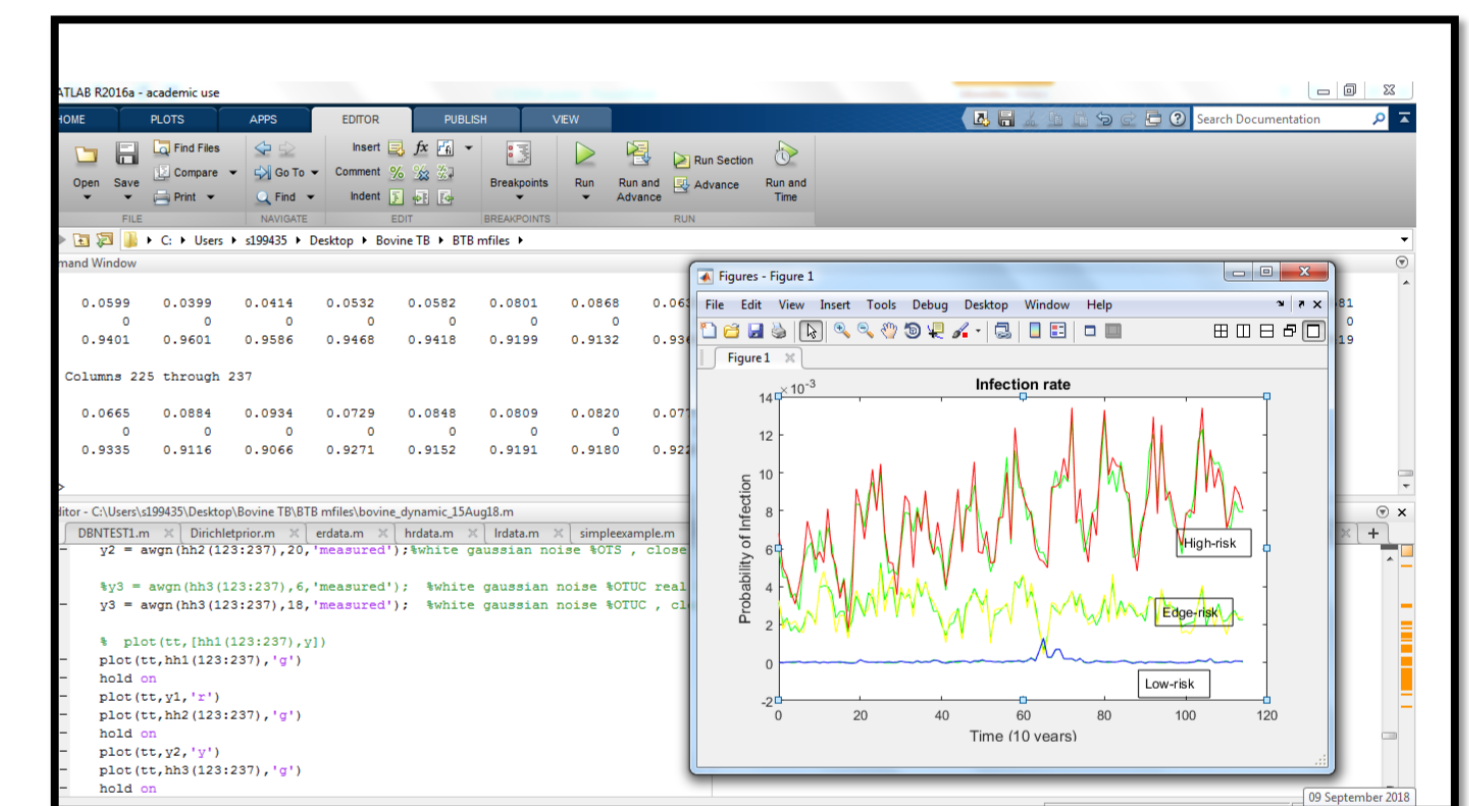 ATLAB R2016a - academic use
HOME PLOTS APPS EDITOR PUBLISH VIEW Search Documentation
Find Files Insert fx
Open Save Compare Go To Comment Breakpoints Run Run and Advance Run Section Advance Run and Time
Print Find Indent
FILE NAVIGATE EDIT BREAKPOINTS RUN
C: Users s199435 Desktop Bovine TB BTB mfiles
mand Window
0.0599 0.0399 0.0414 0.0532 0.0582 0.0801 0.0868 0.063 81
0 0 0 0 0 0 0 0
0.9401 0.9601 0.9586 0.9468 0.9418 0.9199 0.9132 0.936 19
Columns 225 through 237
0.0665 0.0884 0.0934 0.0729 0.0848 0.0809 0.0820 0.077
0 0 0 0 0 0 0
0.9335 0.9116 0.9066 0.9271 0.9152 0.9191 0.9180 0.922
ditor - C:\Users\s199435\Desktop\Bovine TB\BTB mfiles\bovine_dynamic_15Aug18.m
DBNTEST1.m Dirichletprior.m erdata.m hrdata.m lrdata.m simpleexample.m
y2 = awgn(hh2(123:237),20,'measured');%white gaussian noise %OTS , close
%y3 = awgn(hh3(123:237),6,'measured'); %white gaussian noise %OTUC real
y3 = awgn(hh3(123:237),18,'measured'); %white gaussian noise %OTUC , cl
% plot(tt,[hh1(123:237),y])
plot(tt,hh1(123:237),'g')
hold on
plot(tt,y1,'r')
plot(tt,hh2(123:237),'g')
hold on
plot(tt,y2,'y')
plot(tt,hh3(123:237),'g')
hold on
Figures - Figure 1
File Edit View Insert Tools Debug Desktop Window Help
Figure 1
Infection rate
×10-3
14
12
10
8
6
4
2
0
-2
Probability of Infection
High-risk
Edge-risk
Low-risk
0 20 40 60 80 100 120
Time (10 years)
09 September 2018